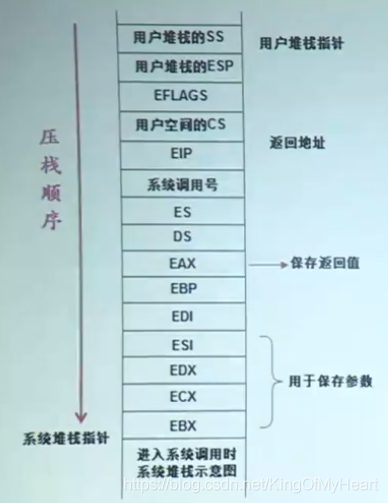 用户堆栈的SS
用户堆栈指针
用户堆栈的ESP
EFLAGS
用户空间的CS
返回地址
EIP
系统调用号
ES
DS
EAX
保存返回值
EBP
EDI
ESI
EDX
用于保存参数
ECX
EBX
压栈顺序
系统堆栈指针
进入系统调用时
系统堆栈示意图
https://blog.csdn.net/KingOfMyHeart